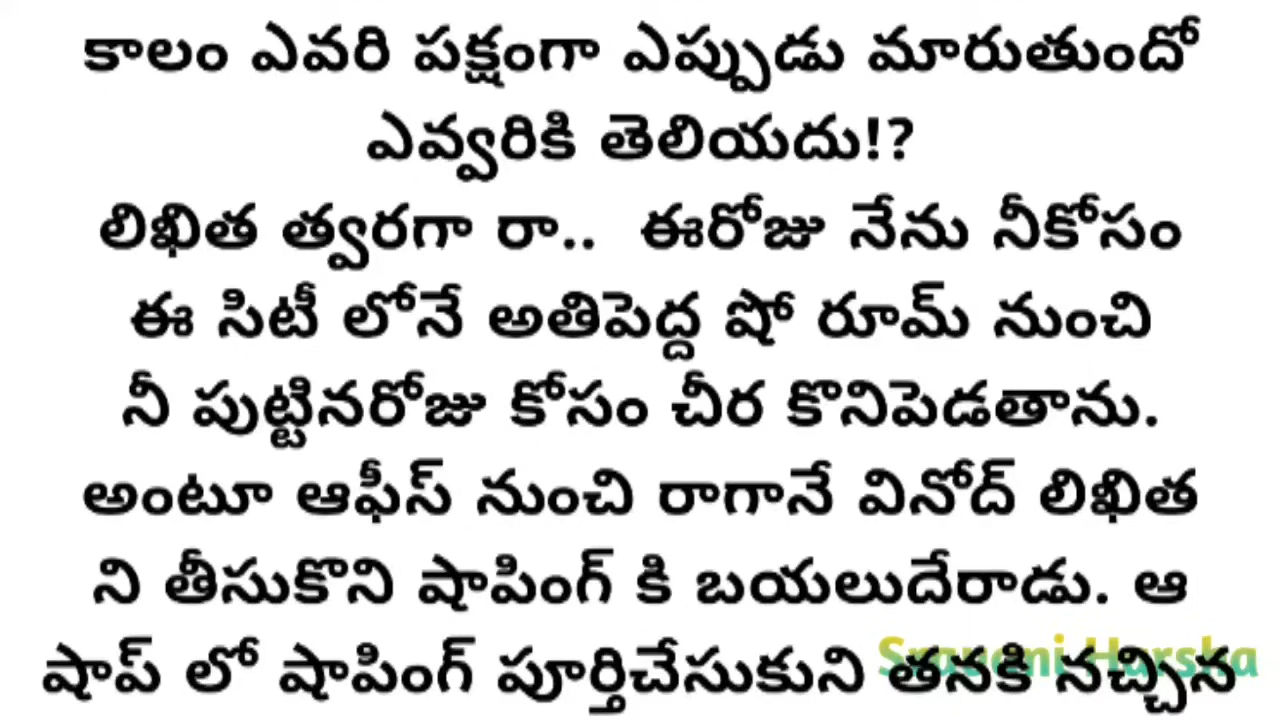 కాలం ఎవరి పక్షంగా ఎప్పుడు మారుతుందో
ఎవ్వరికి తెలియదు!?
లిఖిత త్వరగా రా.. ఈరోజు నేను నీకోసం
ఈ సిటీ లోనే అతిపెద్ద షో రూమ్ నుంచి
నీ పుట్టినరోజు కోసం చీర కొనిపెడతాను.
అంటూ ఆఫీస్ నుంచి రాగానే వినోద్ లిఖిత
ని తీసుకొని షాపింగ్ కి బయలుదేరాడు. ఆ
షాప్ లో షాపింగ్ పూర్తిచేసుకుని తనకి నచ్చిన
Sravani Harsha